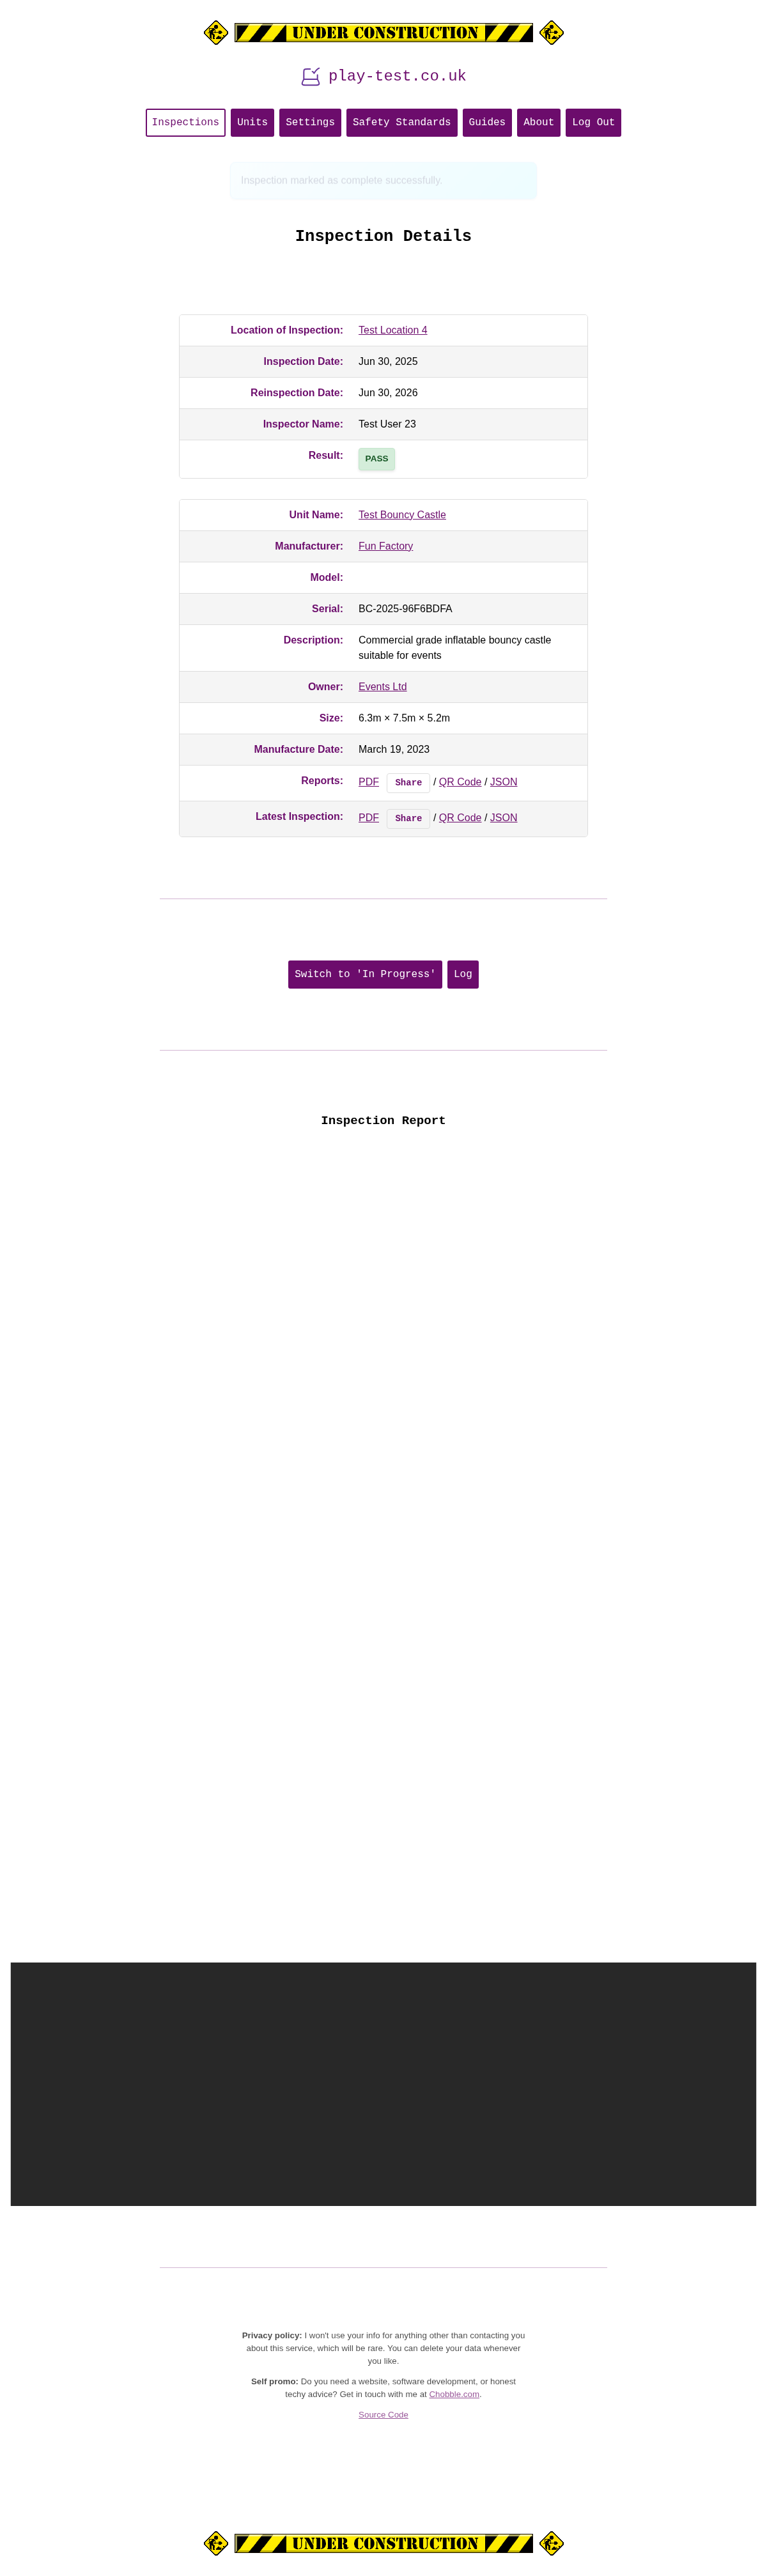 UNDER CONSTRUCTION
play-test.co.uk
Inspections Units Settings Safety Standards Guides About Log Out
Inspection marked as complete successfully.
Inspection Details
Location of Inspection: Test Location 4
Inspection Date: Jun 30, 2025
Reinspection Date: Jun 30, 2026
Inspector Name: Test User 23
Result: PASS
Unit Name: Test Bouncy Castle
Manufacturer: Fun Factory
Model:
Serial: BC-2025-96F6BDFA
Description: Commercial grade inflatable bouncy castle
suitable for events
Owner: Events Ltd
Size: 6.3m × 7.5m × 5.2m
Manufacture Date: March 19, 2023
Reports: PDF Share / QR Code / JSON
Latest Inspection: PDF Share / QR Code / JSON
Switch to 'In Progress' Log
Inspection Report
Privacy policy: I won't use your info for anything other than contacting you
about this service, which will be rare. You can delete your data whenever
you like.
Self promo: Do you need a website, software development, or honest
techy advice? Get in touch with me at Chobble.com.
Source Code
UNDER CONSTRUCTION